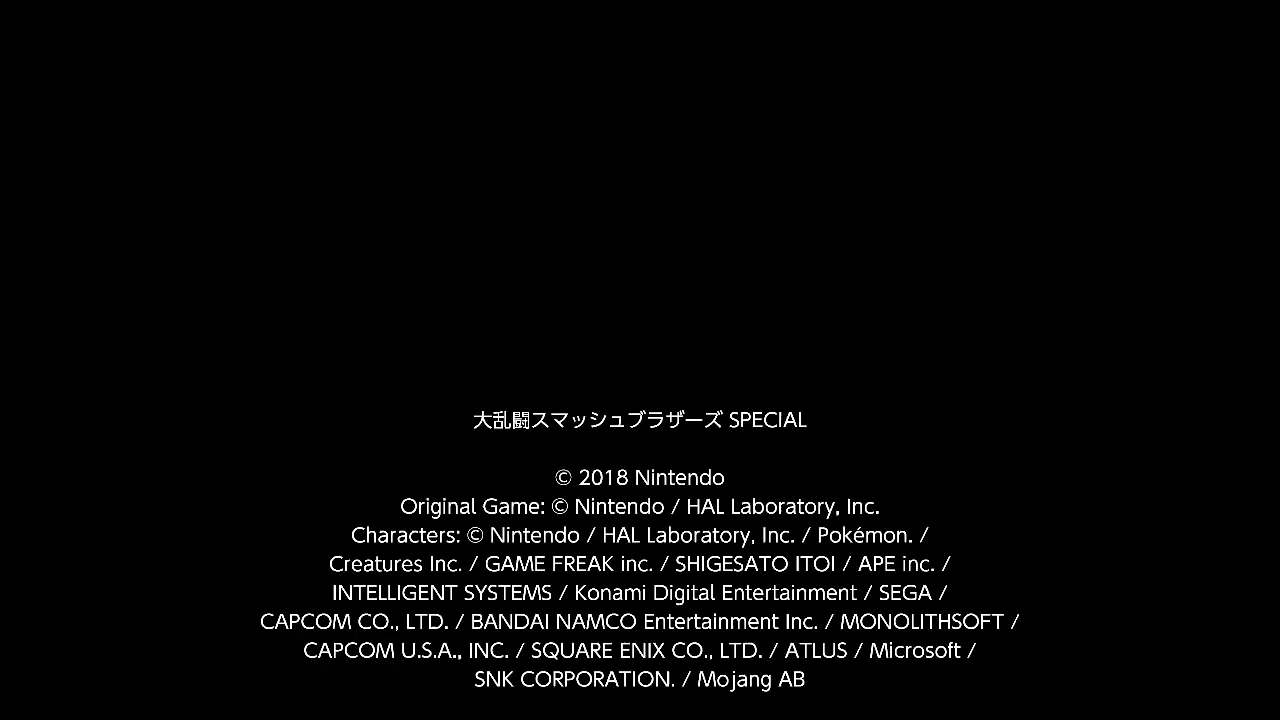 大乱闘スマッシュブラザーズ SPECIAL
© 2018 Nintendo
Original Game: © Nintendo / HAL Laboratory, Inc.
Characters: © Nintendo / HAL Laboratory, Inc. / Pokémon. /
Creatures Inc. / GAME FREAK inc. / SHIGESATO ITOI / APE inc. /
INTELLIGENT SYSTEMS / Konami Digital Entertainment / SEGA /
CAPCOM CO., LTD. / BANDAI NAMCO Entertainment Inc. / MONOLITHSOFT /
CAPCOM U.S.A., INC. / SQUARE ENIX CO., LTD. / ATLUS / Microsoft /
SNK CORPORATION. / Mojang AB